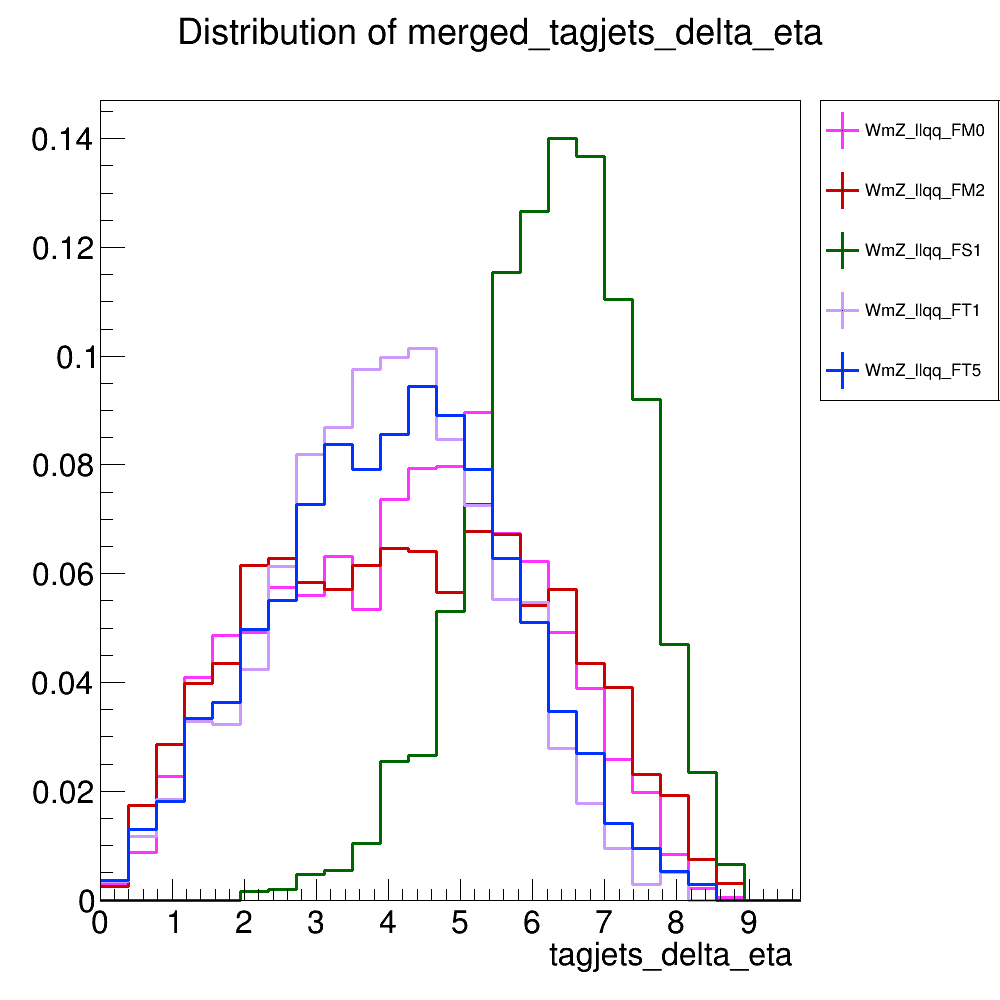 Distribution of merged_tagjets_delta_eta
0.14
0.12
0.1
0.08
0.06
0.04
0.02
0
0 1 2 3 4 5 6 7 8 9
tagjets_delta_eta
WmZ_llqq_FM0
WmZ_llqq_FM2
WmZ_llqq_FS1
WmZ_llqq_FT1
WmZ_llqq_FT5